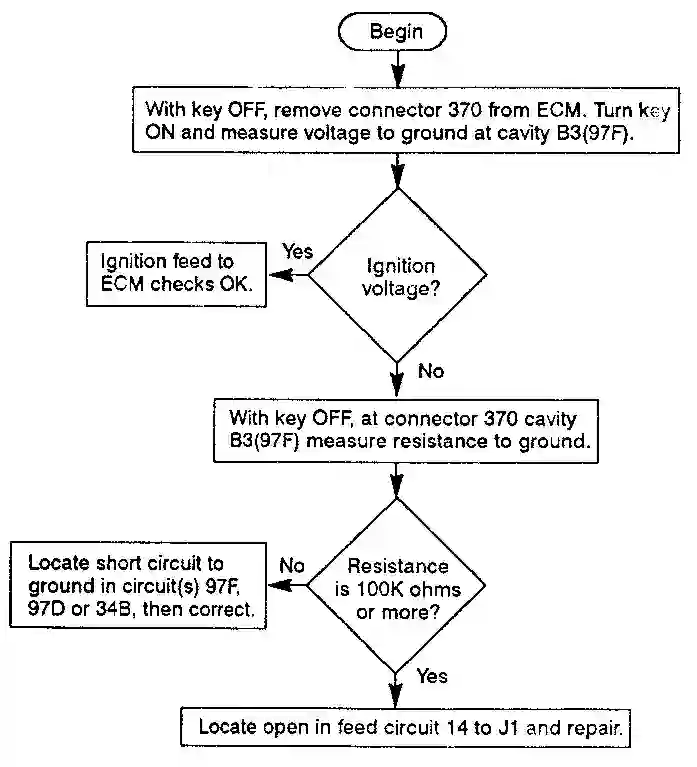 Begin
With key OFF, remove connector 370 from ECM. Turn key
ON and measure voltage to ground at cavity B3(97F).
Yes
Ignition feed to
ECM checks OK.
Ignition
voltage?
No
With key OFF, at connector 370 cavity
B3(97F) measure resistance to ground.
No
Locate short circuit to
ground in circuit(s) 97F,
97D or 34B, then correct.
Resistance
is 100K ohms
or more?
Yes
Locate open in feed circuit 14 to J1 and repair.